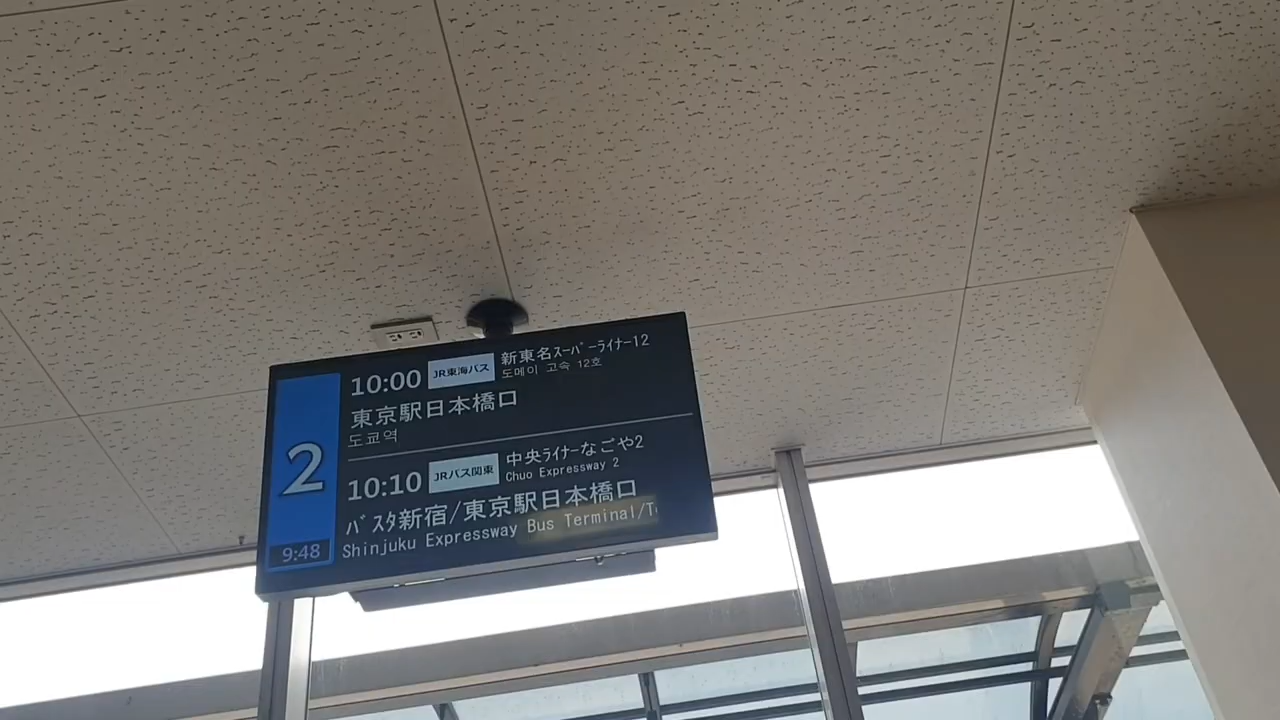 2
9:48
10:00 JR東海バス 新東名スーパーライナー12
도메이 고속 12호
東京駅日本橋口
도쿄역
10:10 JRバス関東 中央ライナーなごや2
Chuo Expressway 2
バスタ新宿/東京駅日本橋口
Shinjuku Expressway Bus Terminal/T